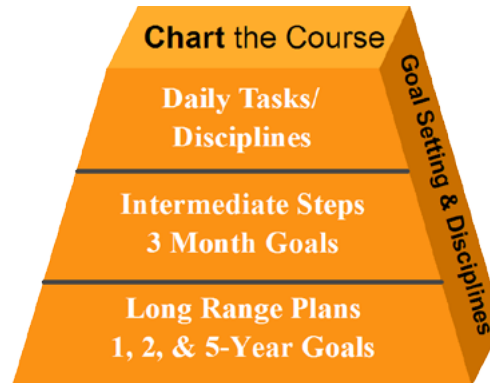 Chart the Course
Daily Tasks/
Disciplines
Intermediate Steps
3 Month Goals
Long Range Plans
1, 2, & 5-Year Goals
Goal Setting & Disciplines